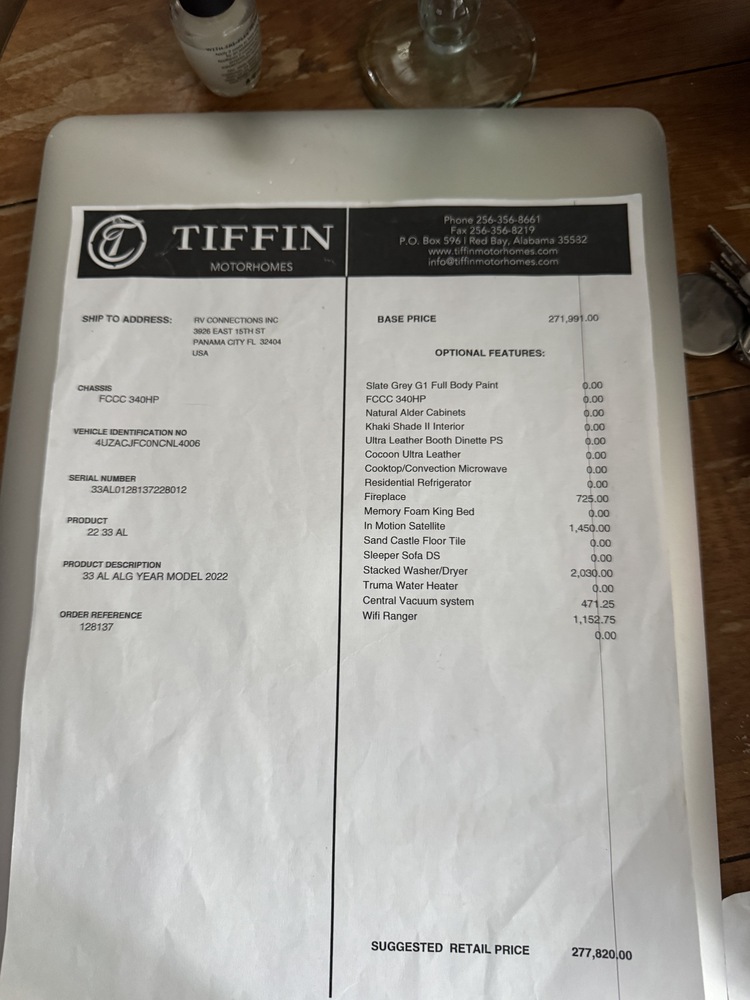 TIFFIN
MOTORHOMES
Phone 256-356-8661
Fax 256-356-8219
P.O. Box 596 | Red Bay, Alabama 35582
www.tiffinmotorhomes.com
info@tiffinmotorhomes.com
SHIP TO ADDRESS: RV CONNECTIONS INC
3926 EAST 15TH ST
PANAMA CITY FL 32404
USA
CHASSIS
FCCC 340HP
VEHICLE IDENTIFICATION NO
4UZACJFC0NCNL4006
SERIAL NUMBER
33AL0128137228012
PRODUCT
22 33 AL
PRODUCT DESCRIPTION
33 AL ALG YEAR MODEL 2022
ORDER REFERENCE
128137
BASE PRICE 271,991.00
OPTIONAL FEATURES:
Slate Grey G1 Full Body Paint 0.00
FCCC 340HP 0.00
Natural Alder Cabinets 0.00
Khaki Shade II Interior 0.00
Ultra Leather Booth Dinette PS 0.00
Cocoon Ultra Leather 0.00
Cooktop/Convection Microwave 0.00
Residential Refrigerator 0.00
Fireplace 725.00
Memory Foam King Bed 0.00
In Motion Satellite 1,450.00
Sand Castle Floor Tile 0.00
Sleeper Sofa DS 0.00
Stacked Washer/Dryer 2,030.00
Truma Water Heater 0.00
Central Vacuum system 471.25
Wifi Ranger 1,152.75
0.00
SUGGESTED RETAIL PRICE 277,820.00